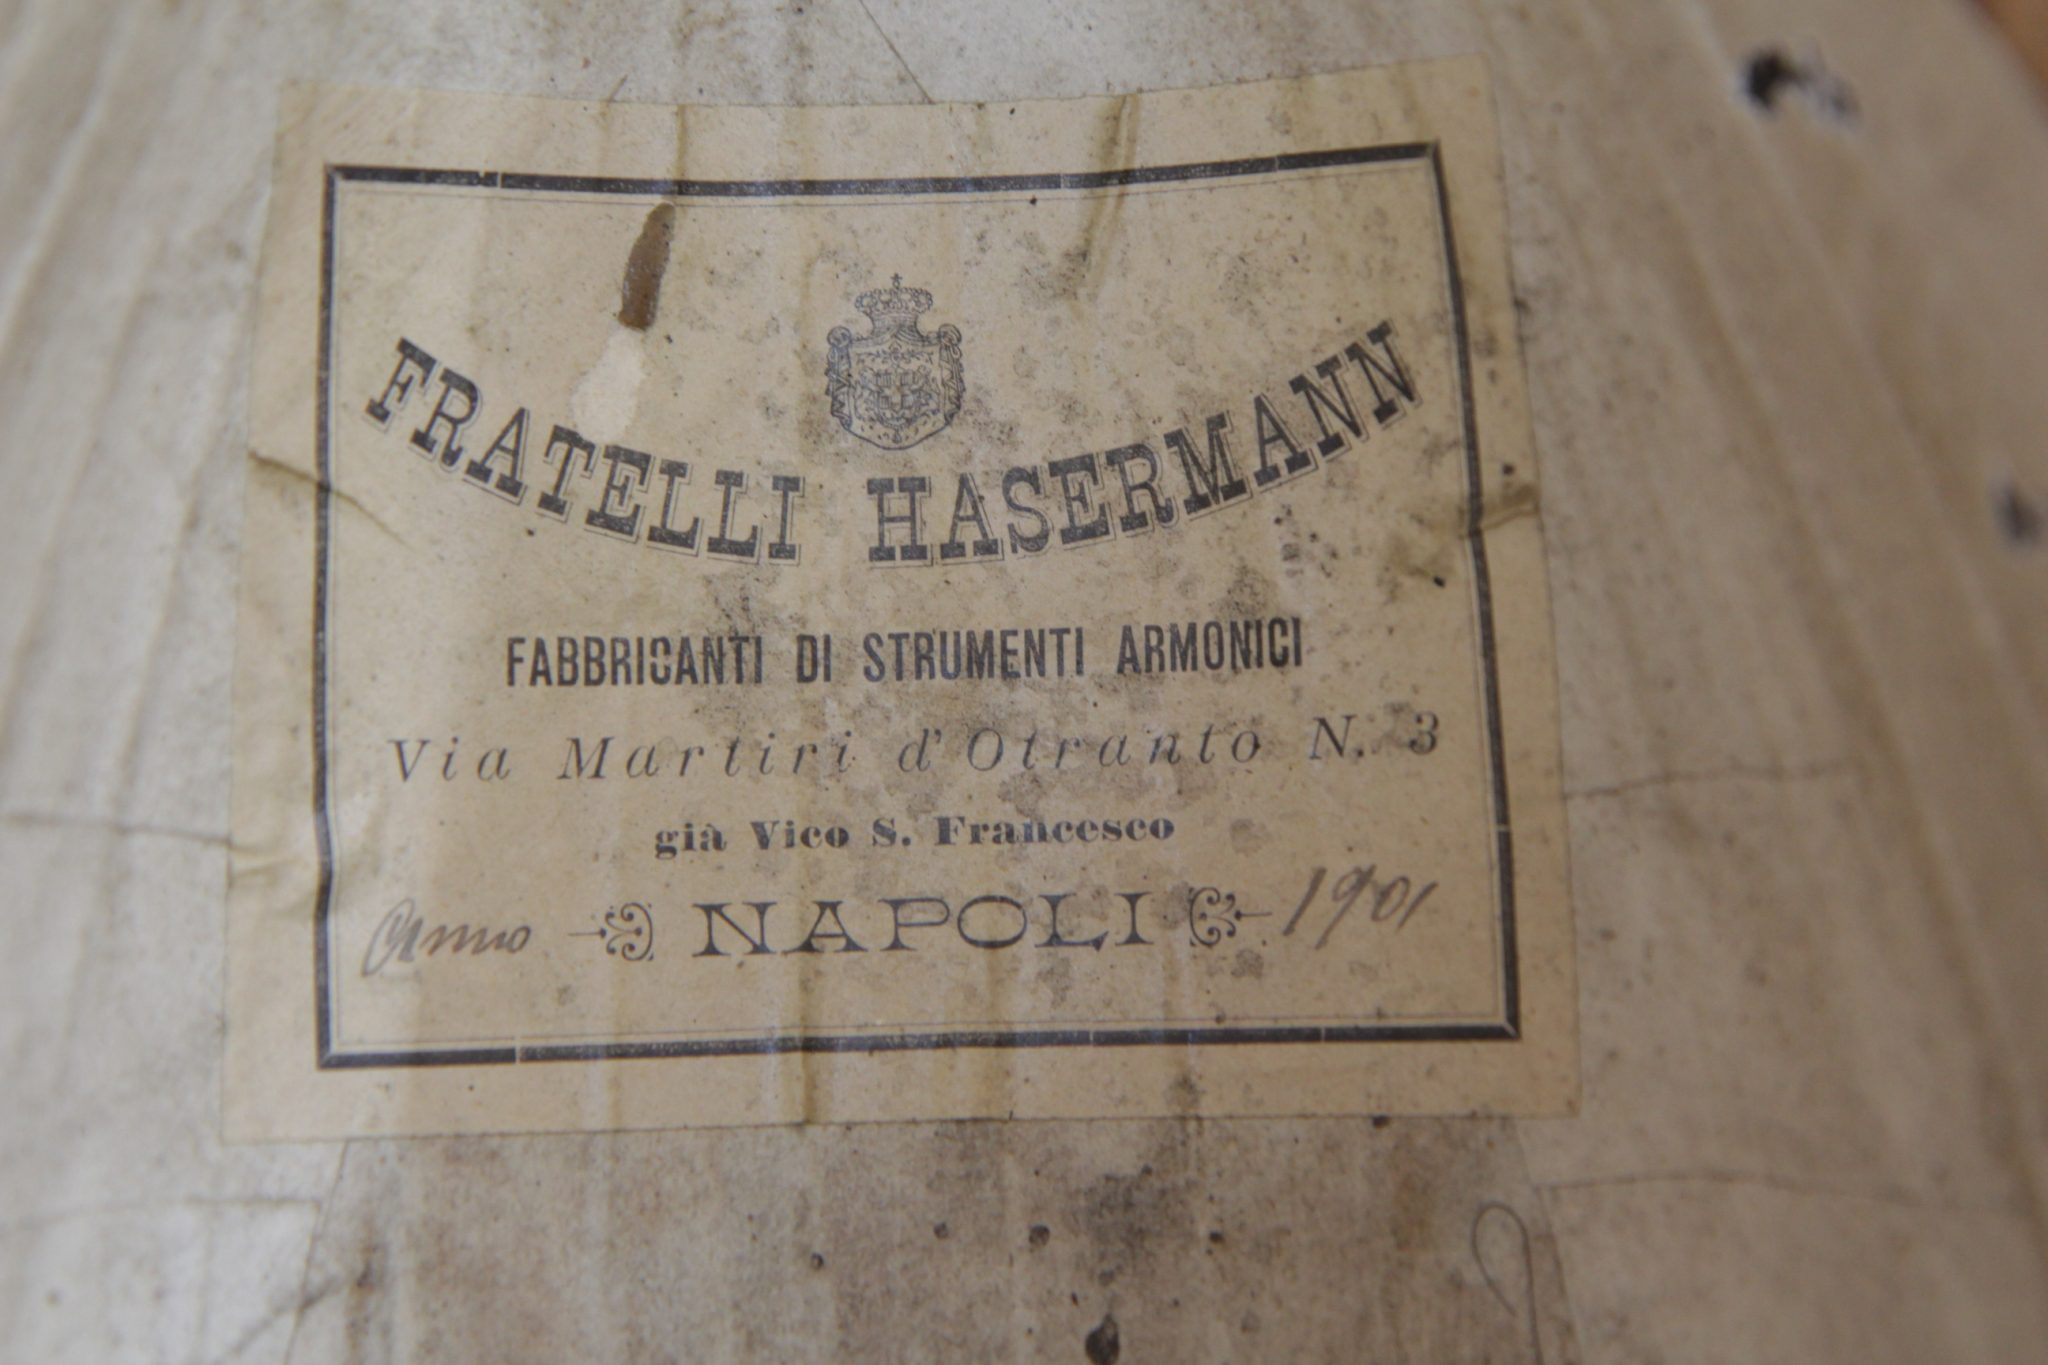 FRATELLI HASERMANN
FABBRICANTI DI STRUMENTI ARMONICI
Via Martiri d'Otranto N. 3
già Vico S. Francesco
Anno NAPOLI 1901